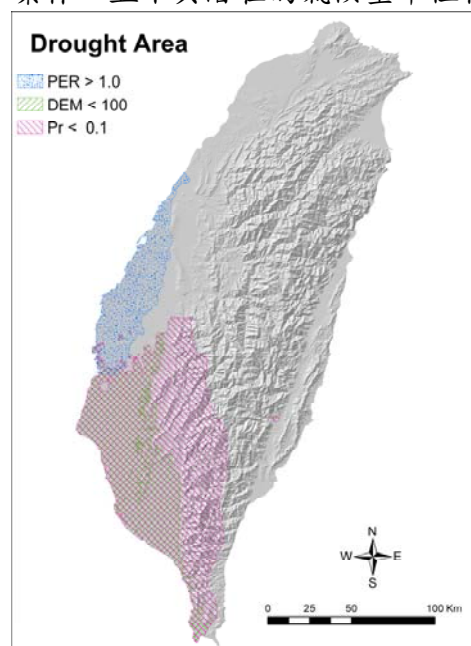 Drought Area
PER > 1.0
DEM < 100
Pr < 0.1
N
W E
S
0 25 50 100 Km